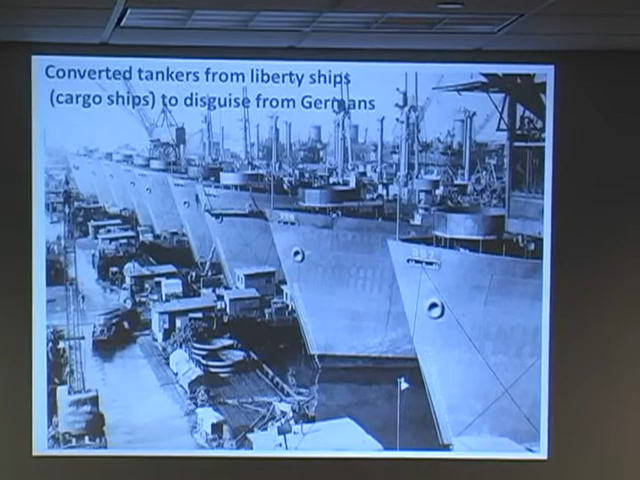 Converted tankers from liberty ships
(cargo ships) to disguise from Germans